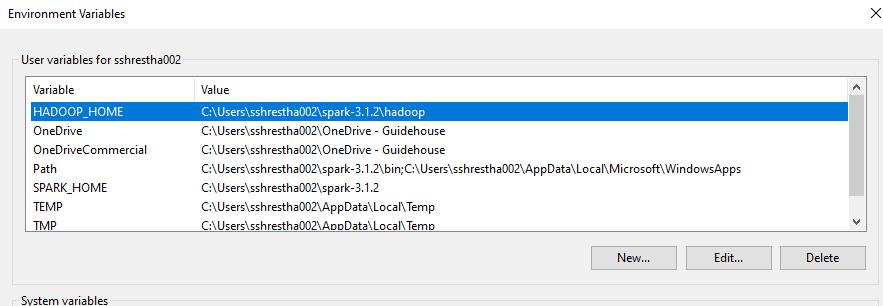 Environment Variables
User variables for sshrestha002
Variable Value
HADOOP_HOME C:\Users\sshrestha002\spark-3.1.2\hadoop
OneDrive C:\Users\sshrestha002\OneDrive - Guidehouse
OneDriveCommercial C:\Users\sshrestha002\OneDrive - Guidehouse
Path C:\Users\sshrestha002\spark-3.1.2\bin;C:\Users\sshrestha002\AppData\Local\Microsoft\WindowsApps
SPARK_HOME C:\Users\sshrestha002\spark-3.1.2
TEMP C:\Users\sshrestha002\AppData\Local\Temp
TMP C:\Users\sshrestha002\AppData\Local\Temp
New... Edit... Delete
System variables